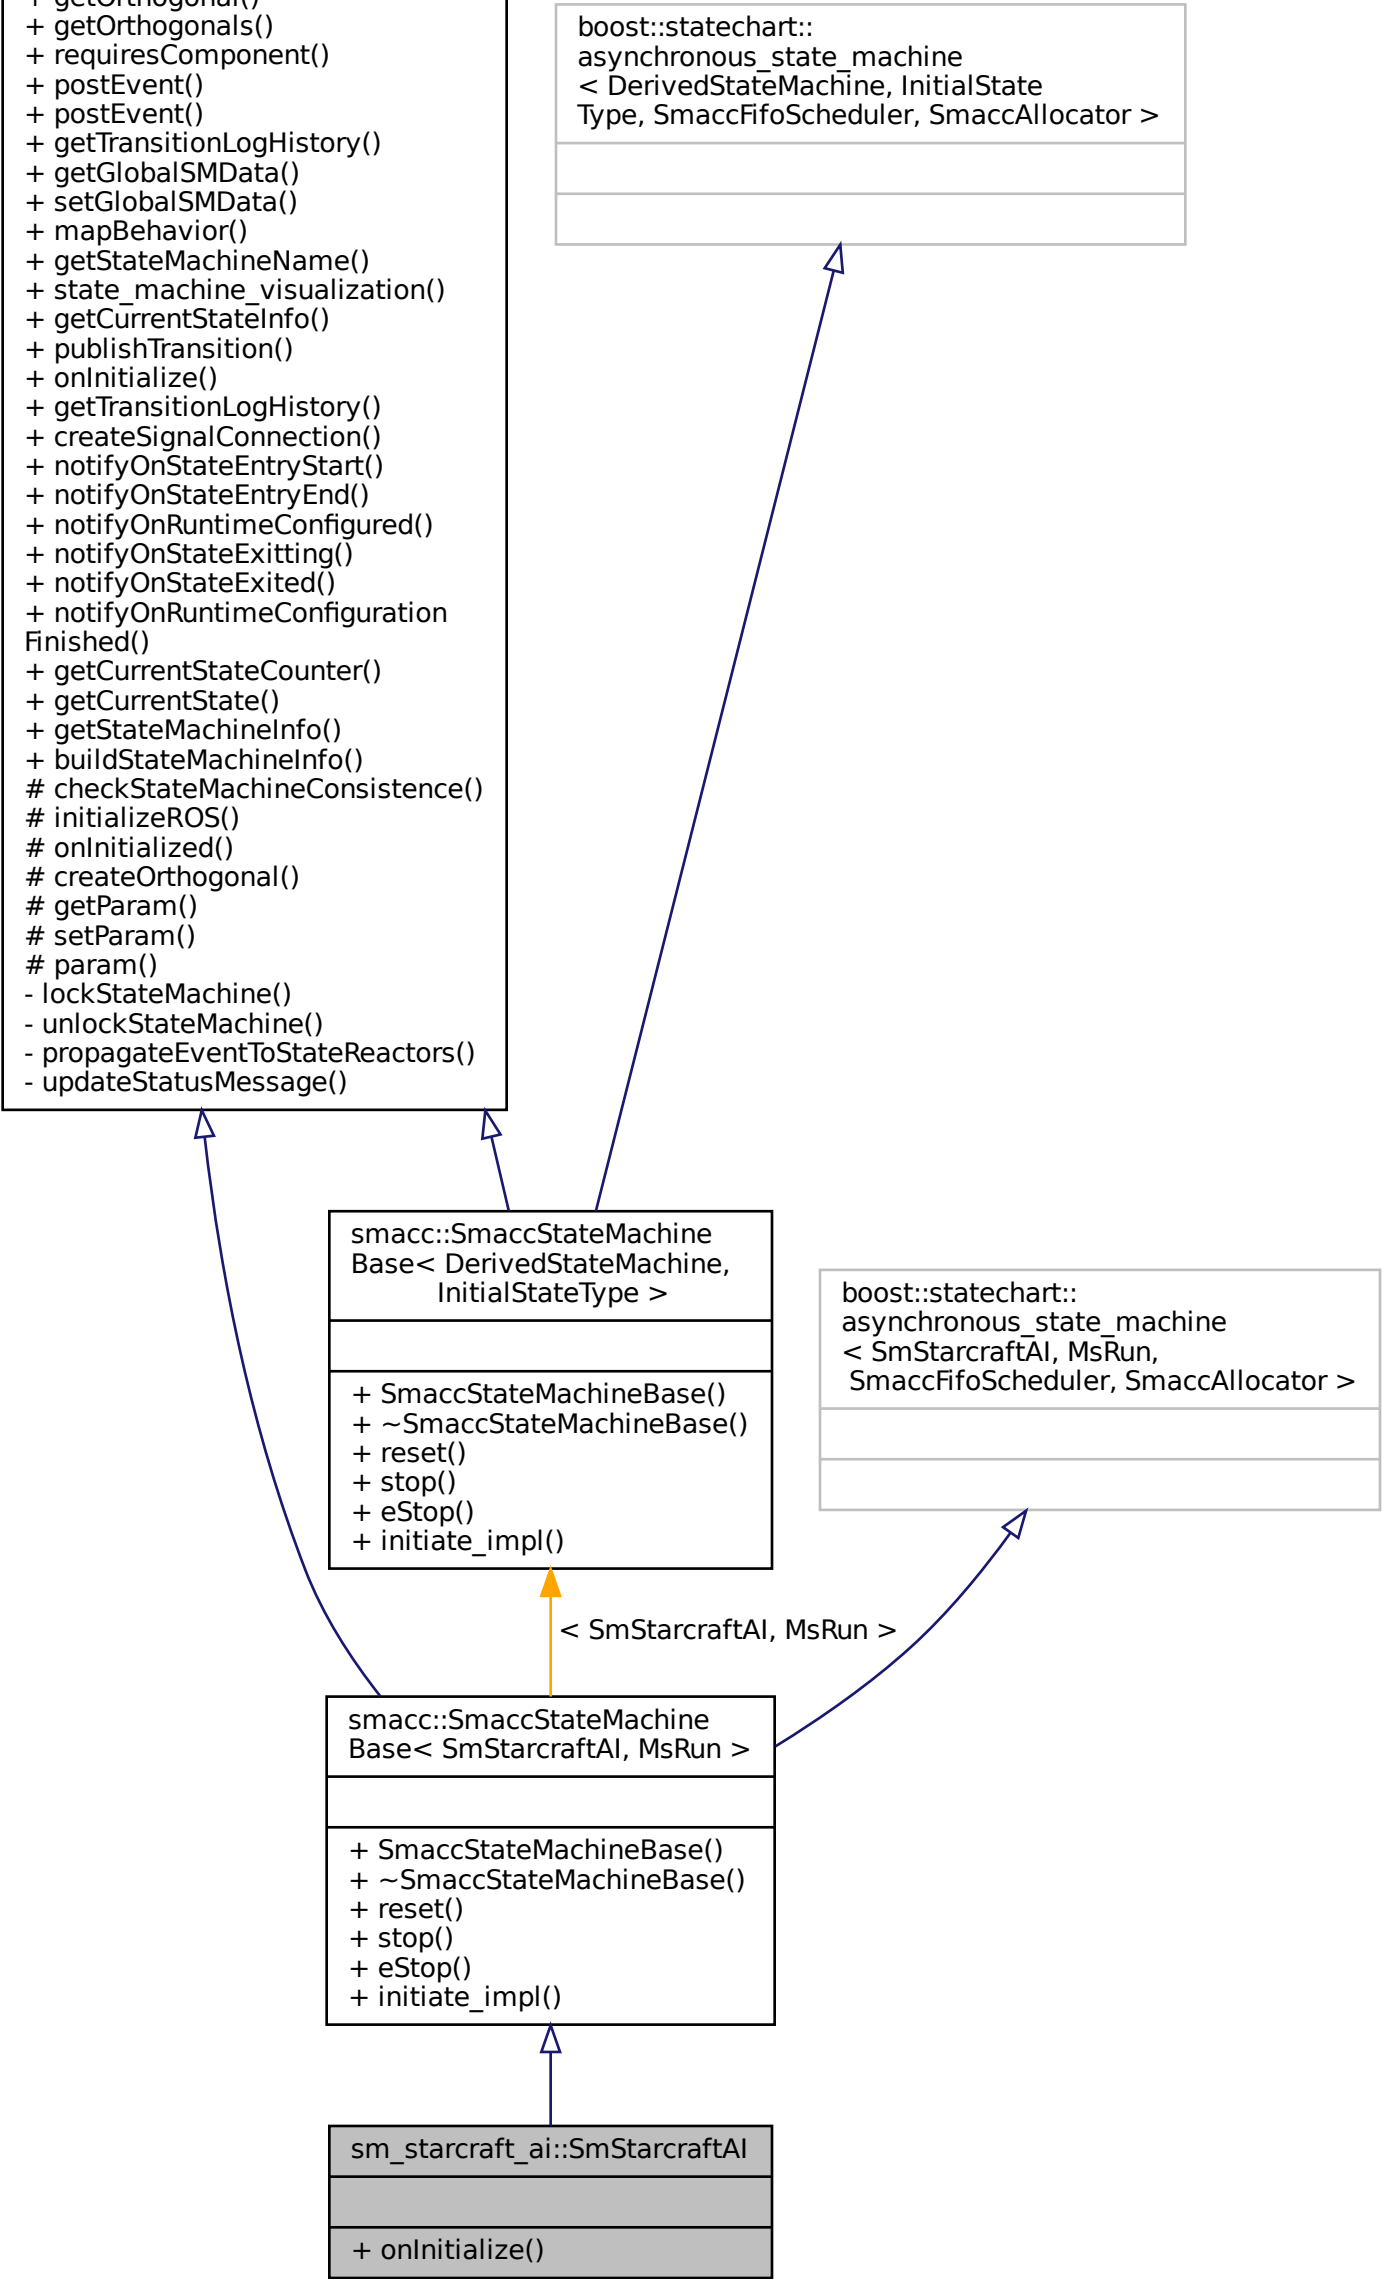 + getOrthogonal()
+ getOrthogonals()
+ requiresComponent()
+ postEvent()
+ postEvent()
+ getTransitionLogHistory()
+ getGlobalSMData()
+ setGlobalSMData()
+ mapBehavior()
+ getStateMachineName()
+ state_machine_visualization()
+ getCurrentStateInfo()
+ publishTransition()
+ onInitialize()
+ getTransitionLogHistory()
+ createSignalConnection()
+ notifyOnStateEntryStart()
+ notifyOnStateEntryEnd()
+ notifyOnRuntimeConfigured()
+ notifyOnStateExitting()
+ notifyOnStateExited()
+ notifyOnRuntimeConfiguration
Finished()
+ getCurrentStateCounter()
+ getCurrentState()
+ getStateMachineInfo()
+ buildStateMachineInfo()
# checkStateMachineConsistence()
# initializeROS()
# onInitialized()
# createOrthogonal()
# getParam()
# setParam()
# param()
- lockStateMachine()
- unlockStateMachine()
- propagateEventToStateReactors()
- updateStatusMessage()
boost::statechart::
asynchronous_state_machine
< DerivedStateMachine, InitialState
Type, SmaccFifoScheduler, SmaccAllocator >
smacc::SmaccStateMachine
Base< DerivedStateMachine,
InitialStateType >
+ SmaccStateMachineBase()
+ ~SmaccStateMachineBase()
+ reset()
+ stop()
+ eStop()
+ initiate_impl()
boost::statechart::
asynchronous_state_machine
< SmStarcraftAI, MsRun,
SmaccFifoScheduler, SmaccAllocator >
< SmStarcraftAI, MsRun >
smacc::SmaccStateMachine
Base< SmStarcraftAI, MsRun >
+ SmaccStateMachineBase()
+ ~SmaccStateMachineBase()
+ reset()
+ stop()
+ eStop()
+ initiate_impl()
sm_starcraft_ai::SmStarcraftAI
+ onInitialize()